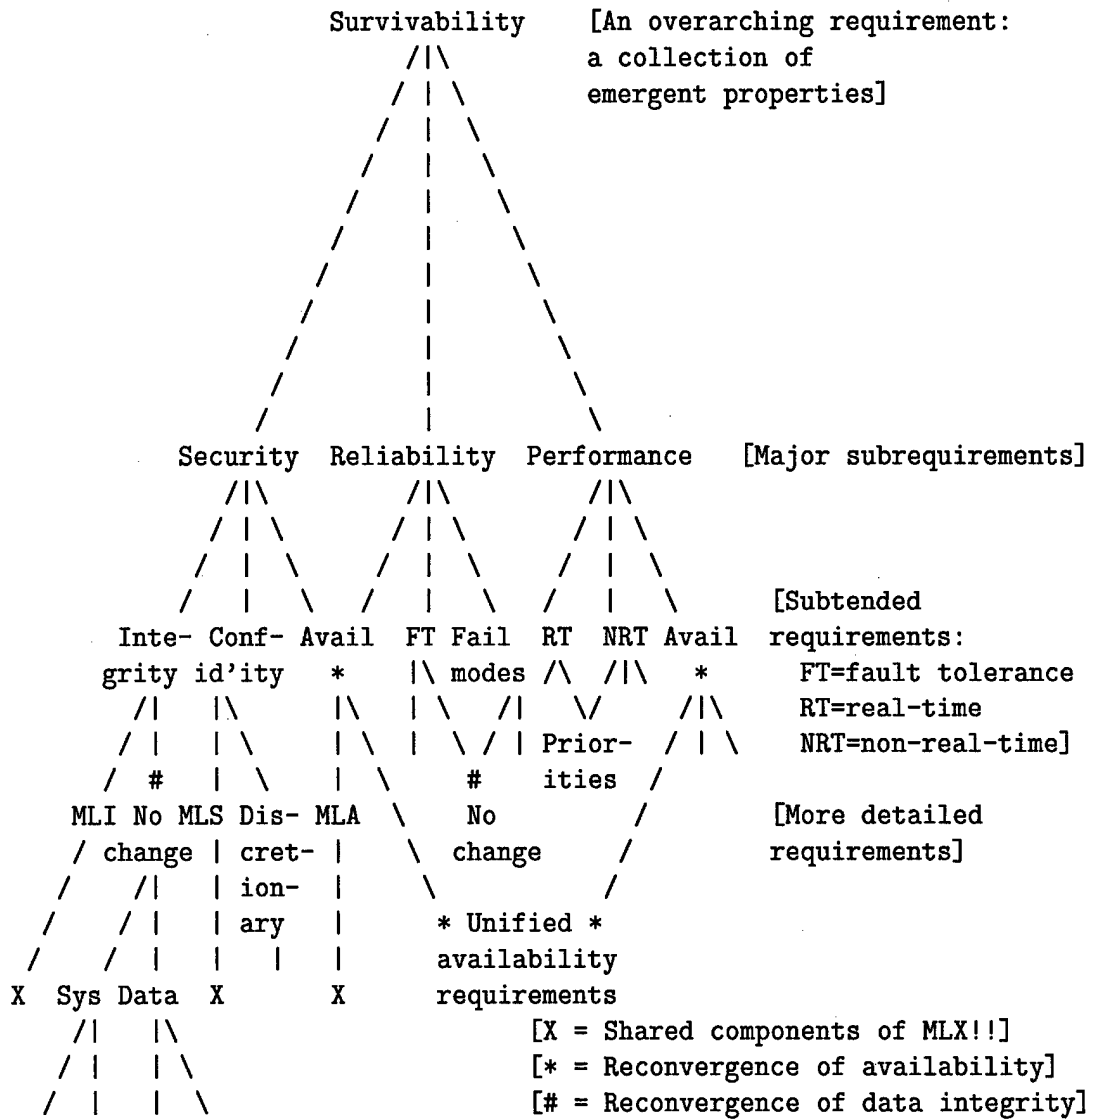 Survivability [An overarching requirement:
/|\ a collection of
/ | \ emergent properties]
Security Reliability Performance [Major subrequirements]
[Subtended
Inte- Conf- Avail FT Fail RT NRT Avail requirements:
grity id'ity * |\ modes /\ /|\ * FT=fault tolerance
RT=real-time
Prior- NRT=non-real-time]
# # ities
MLI No MLS Dis- MLA No [More detailed
change cret- change requirements]
ion-
ary * Unified *
availability
X Sys Data X X requirements
[X = Shared components of MLX!!]
[* = Reconvergence of availability]
[# = Reconvergence of data integrity]